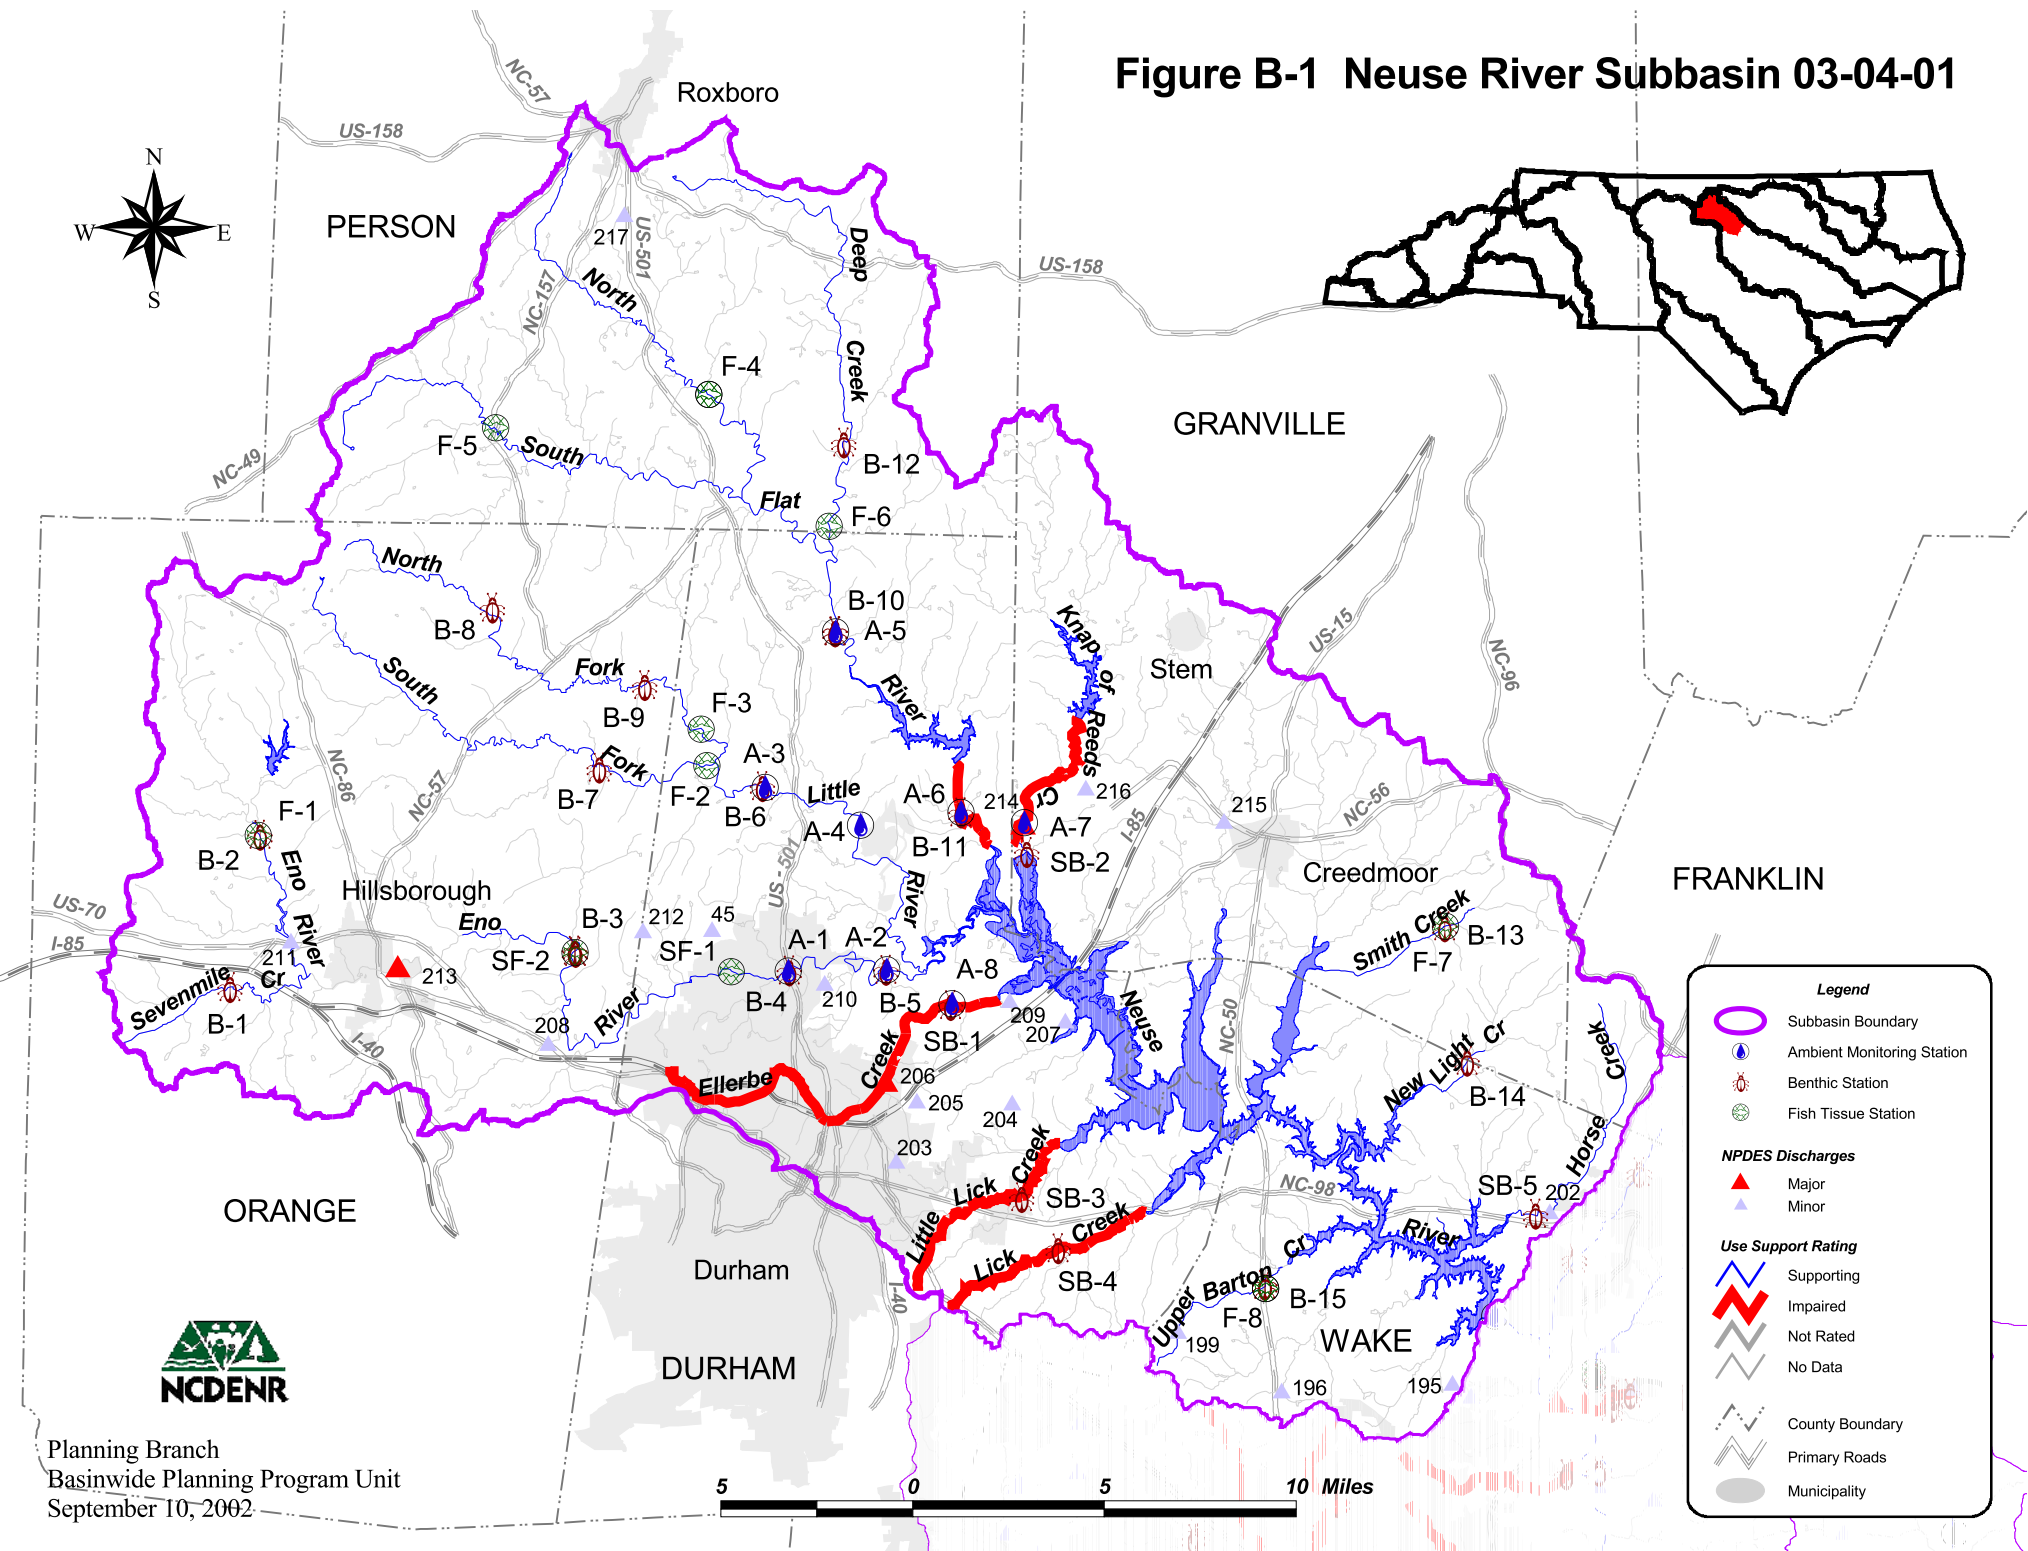 Figure B-1 Neuse River Subbasin 03-04-01
Roxboro
NC-57
US-158
N
W
E
S
PERSON
217
US-501
Deep
US-158
North
NC-157
Creek
F-4
GRANVILLE
F-5
South
B-12
NC-49
Flat
F-6
North
B-10
A-5
B-8
Knap
of
Reeds
Cr
Stem
US-15
NC-96
South
Fork
River
B-9
F-3
NC-86
NC-57
Fork
A-3
B-7
F-2
B-6
Little
A-4
A-6
214
216
A-7
I-85
215
NC-56
F-1
B-2
B-11
SB-2
Eno
River
Hillsborough
Creedmoor
FRANKLIN
US-70
I-85
Eno
B-3
212
45
US - 501
River
Smith Creek
B-13
F-7
SF-2
SF-1
A-1
A-2
A-8
211
213
Sevenmile
Cr
B-1
B-4
210
B-5
209
207
River
SB-1
Neuse
NC-50
208
I-40
New Light Cr
B-14
Creek
Horse
Ellerbe
Creek
206
205
204
203
Little
Lick
Creek
SB-3
NC-98
SB-5
202
ORANGE
Lick
Creek
SB-4
River
Durham
I-40
Upper
Barton
Cr
B-15
F-8
199
WAKE
DURHAM
196
195
NCDENR
Planning Branch
Basinwide Planning Program Unit
September 10, 2002
5 0 5 10 Miles
Legend
Subbasin Boundary
Ambient Monitoring Station
Benthic Station
Fish Tissue Station
NPDES Discharges
Major
Minor
Use Support Rating
Supporting
Impaired
Not Rated
No Data
County Boundary
Primary Roads
Municipality